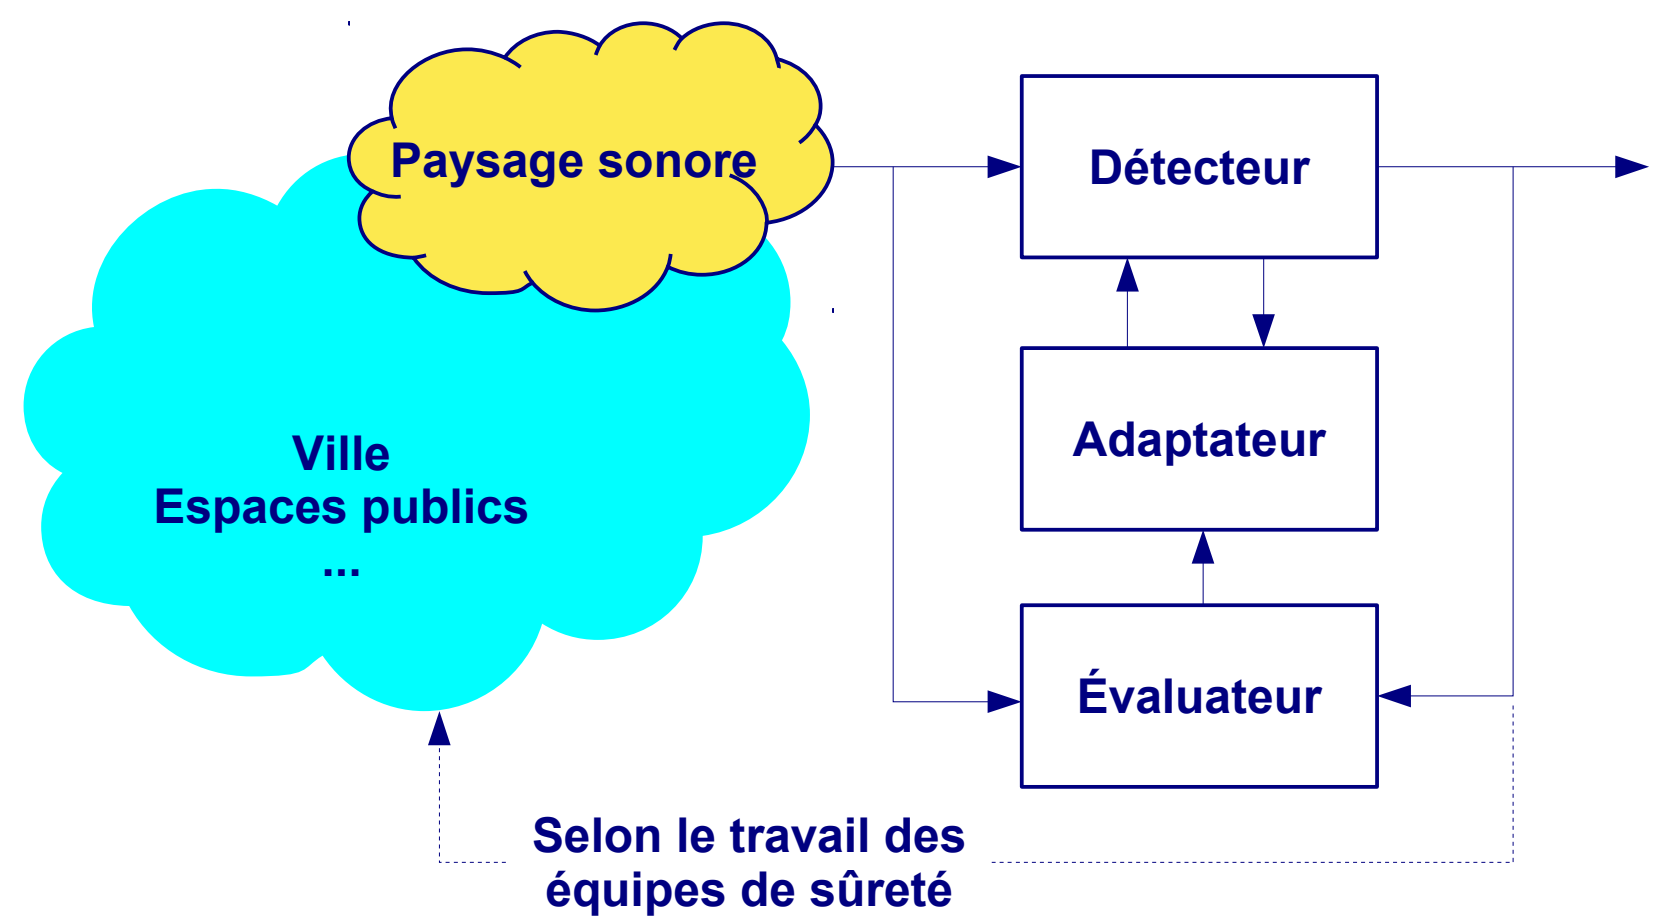 Paysage sonore
Détecteur
Adaptateur
Ville
Espaces publics
...
Évaluateur
Selon le travail des
équipes de sûreté